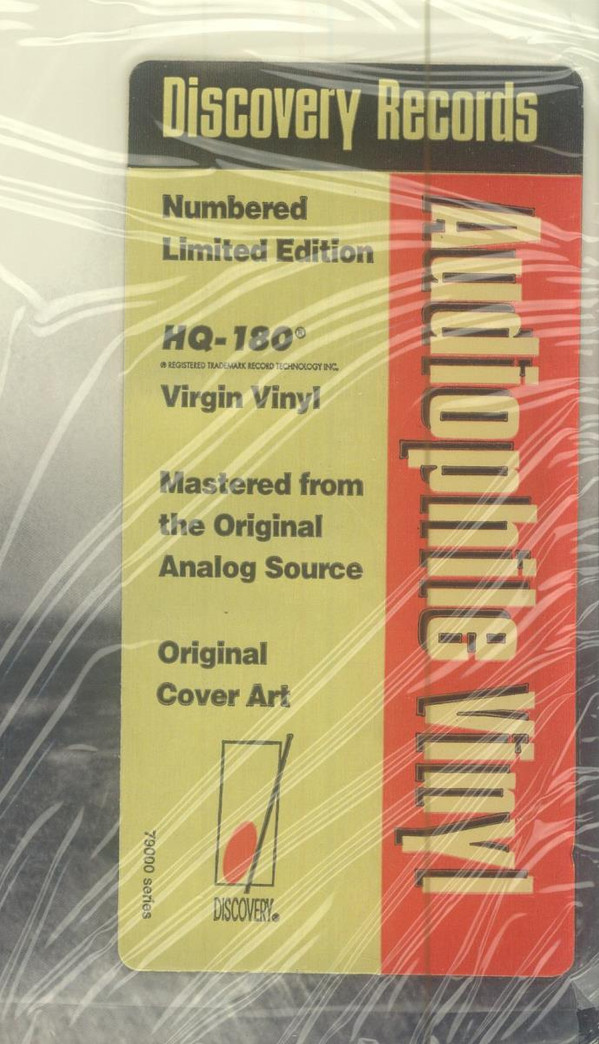 Discovery Records
Numbered
Limited Edition
HQ-180®
® REGISTERED TRADEMARK RECORD TECHNOLOGY INC.
Virgin Vinyl
Mastered from
the Original
Analog Source
Original
Cover Art
DISCOVERY®
79000 series
Audiophile Vinyl